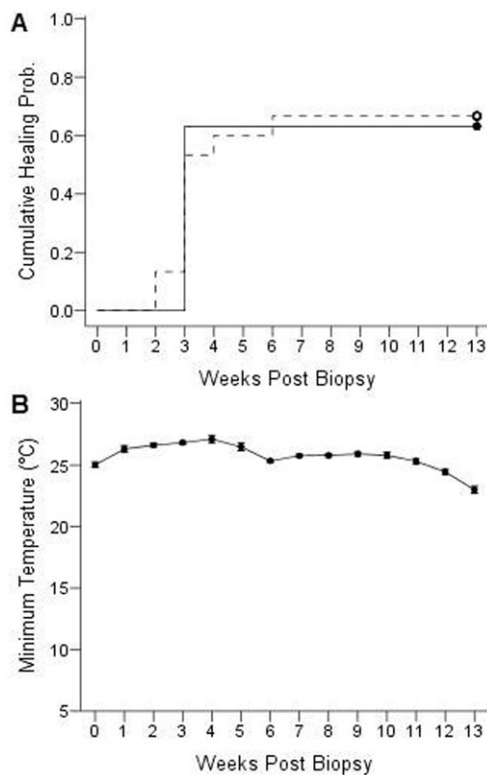 A
Cumulative Healing Prob.
1.0
0.8
0.6
0.4
0.2
0.0
0 1 2 3 4 5 6 7 8 9 10 11 12 13
Weeks Post Biopsy
B
Minimum Temperature (°C)
30
25
20
15
10
5
0 1 2 3 4 5 6 7 8 9 10 11 12 13
Weeks Post Biopsy